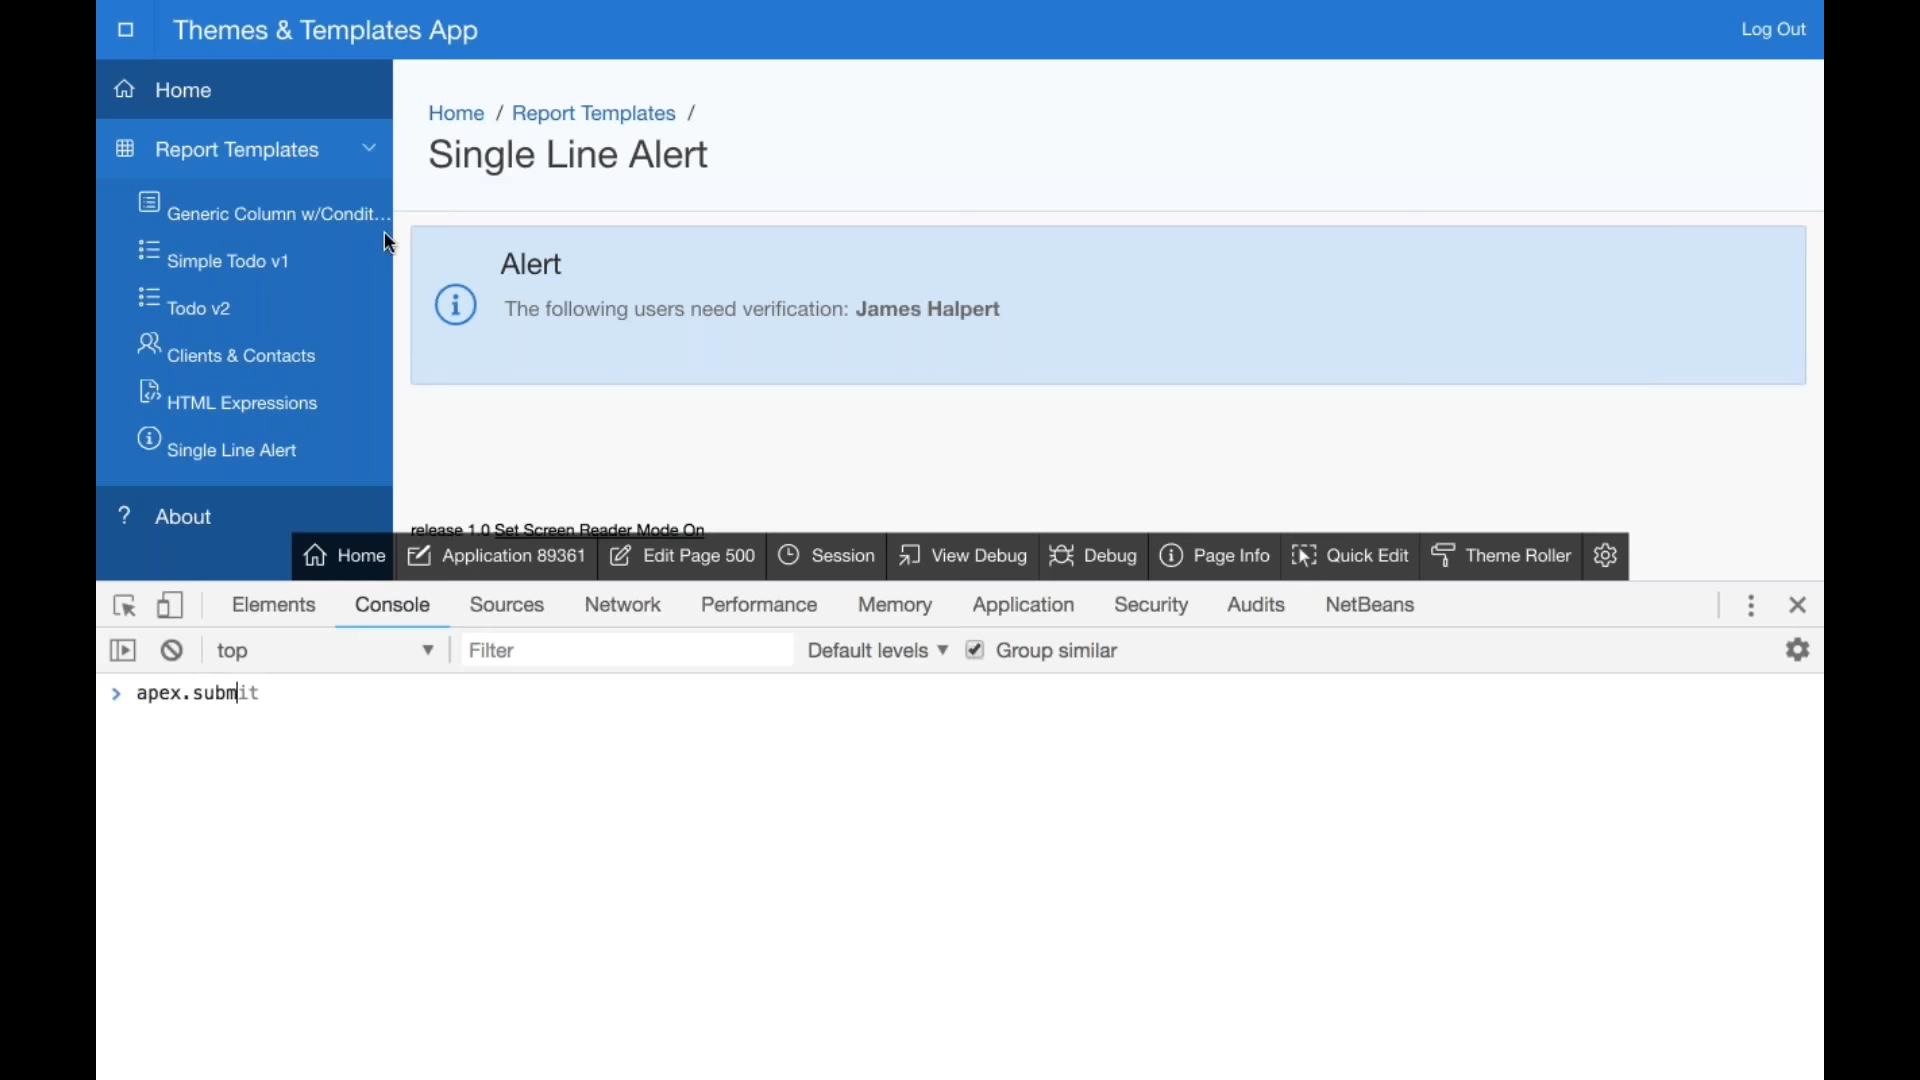 Themes & Templates App
Log Out
Home
Report Templates
Generic Column w/Condit...
Simple Todo v1
Todo v2
Clients & Contacts
HTML Expressions
Single Line Alert
? About
Home / Report Templates /
Single Line Alert
Alert
The following users need verification: James Halpert
release 1.0 Set Screen Reader Mode On
Home Application 89361 Edit Page 500 Session View Debug Debug Page Info Quick Edit Theme Roller
Elements Console Sources Network Performance Memory Application Security Audits NetBeans
top Filter Default levels Group similar
> apex.submit